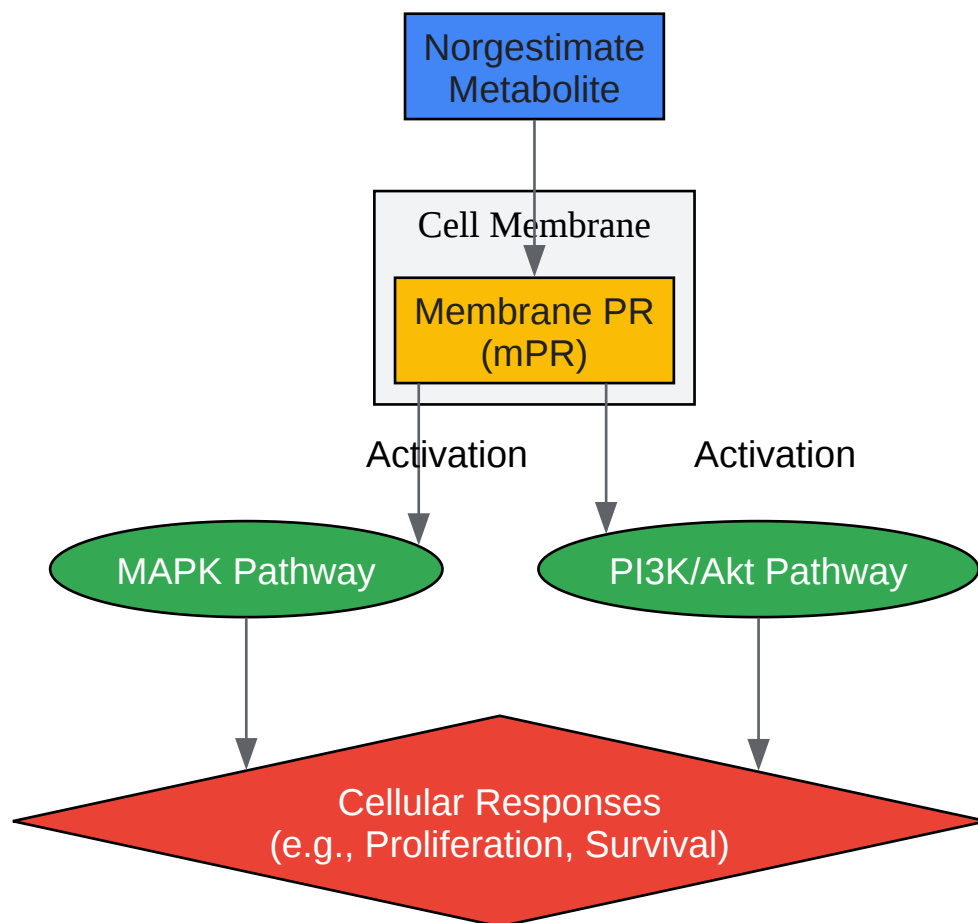 Norgestimate
Metabolite
Cell Membrane
Membrane PR
(mPR)
Activation
Activation
MAPK Pathway
PI3K/Akt Pathway
Cellular Responses
(e.g., Proliferation, Survival)